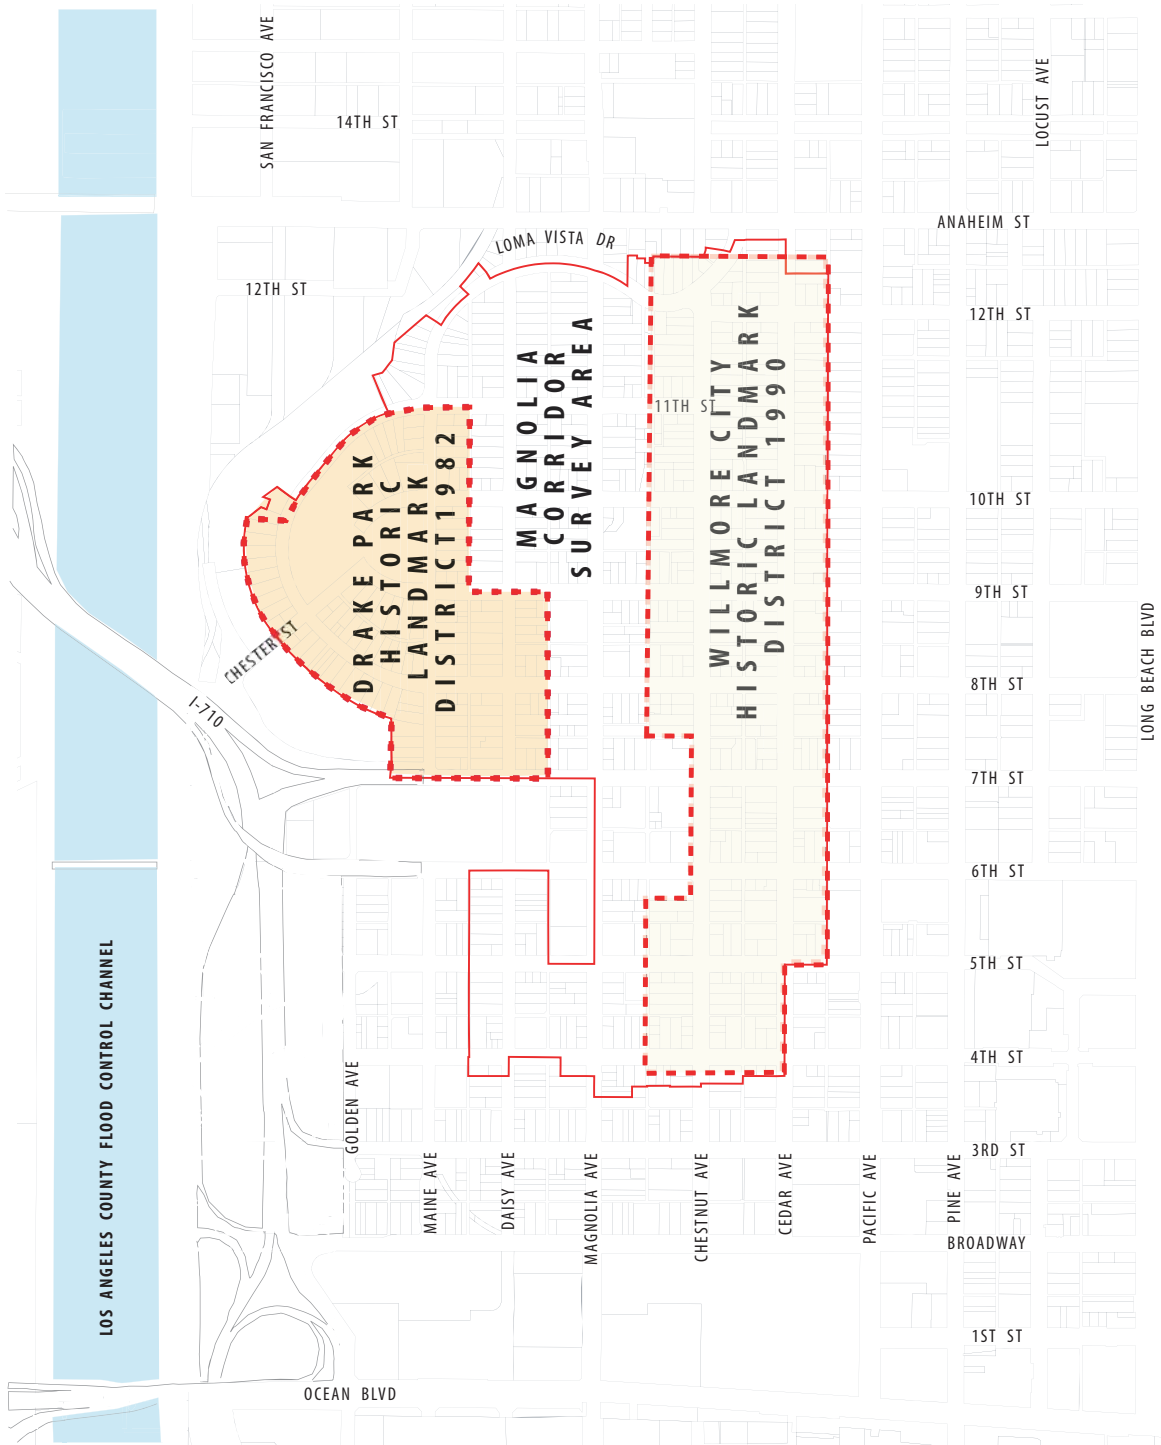 SAN FRANCISCO AVE
14TH ST
LOCUST AVE
ANAHEIM ST
LOMA VISTA DR
12TH ST
12TH ST
MAGNOLIA
CORRIDOR
SURVEY AREA
WILLMORE CITY
HISTORIC LANDMARK
DISTRICT 1990
11TH ST
DRAKE PARK
HISTORIC
LANDMARK
DISTRICT 1982
10TH ST
9TH ST
CHESTER ST
8TH ST
LONG BEACH BLVD
I-710
7TH ST
6TH ST
5TH ST
LOS ANGELES COUNTY FLOOD CONTROL CHANNEL
4TH ST
GOLDEN AVE
3RD ST
MAINE AVE
DAISY AVE
MAGNOLIA AVE
CHESTNUT AVE
CEDAR AVE
PACIFIC AVE
PINE AVE
BROADWAY
1ST ST
OCEAN BLVD